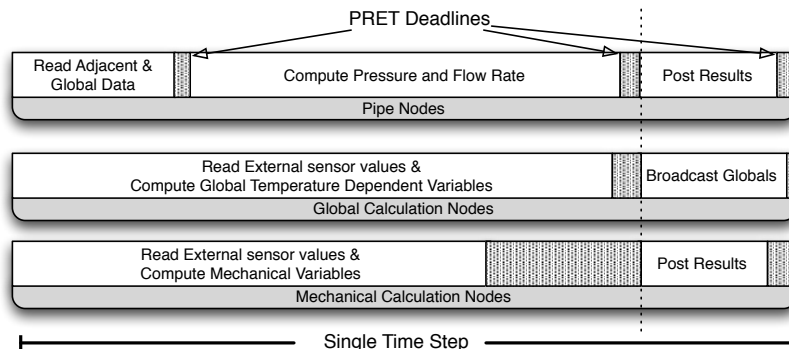 PRET Deadlines
Read Adjacent &
Global Data
Compute Pressure and Flow Rate
Post Results
Pipe Nodes
Read External sensor values &
Compute Global Temperature Dependent Variables
Broadcast Globals
Global Calculation Nodes
Read External sensor values &
Compute Mechanical Variables
Post Results
Mechanical Calculation Nodes
Single Time Step